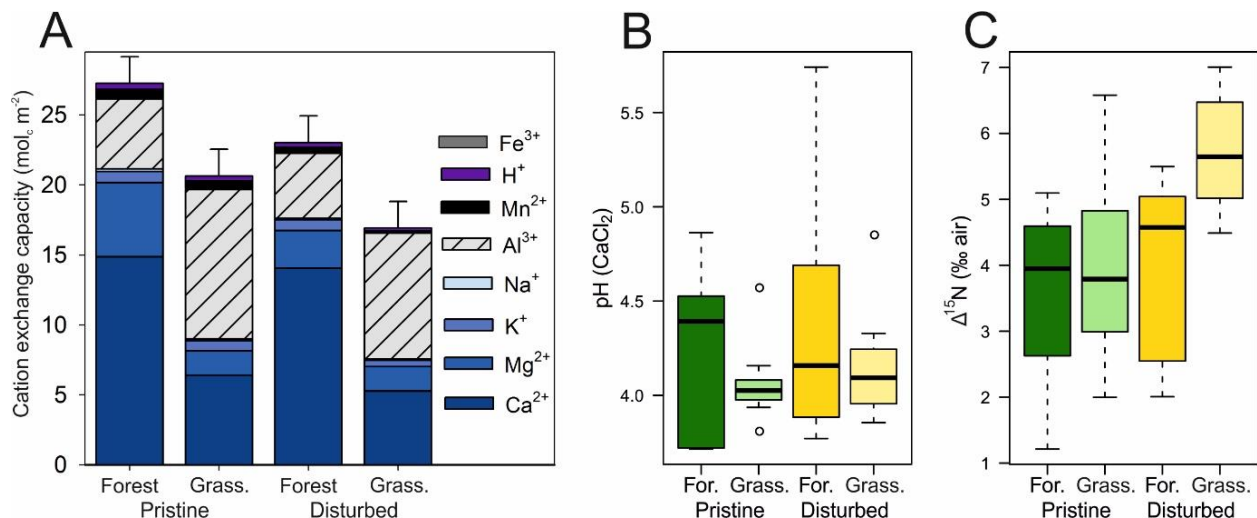 A
Cation exchange capacity (molc m-2)
25
20
15
10
5
0
Fe3+
H+
Mn2+
Al3+
Na+
K+
Mg2+
Ca2+
Forest Grass. Forest Grass.
Pristine Disturbed
B
pH (CaCl2)
5.5
5.0
4.5
4.0
For. Grass. For. Grass.
Pristine Disturbed
C
Δ15N (‰ air)
7
6
5
4
3
2
1
For. Grass. For. Grass.
Pristine Disturbed